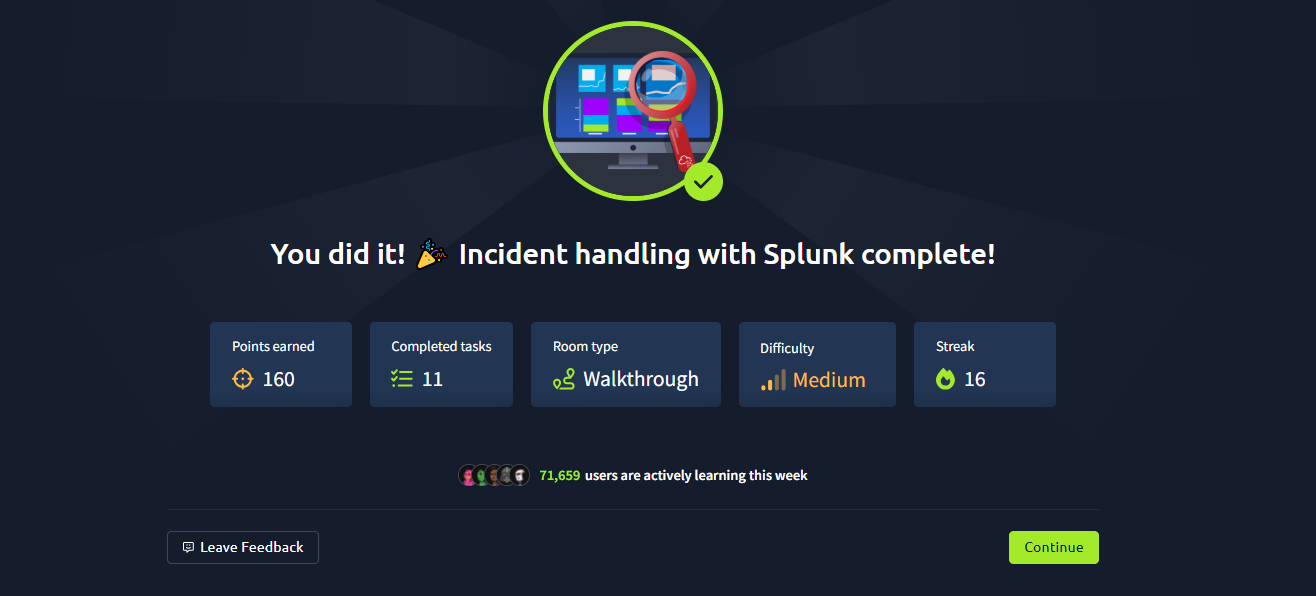 You did it! 🎉 Incident handling with Splunk complete!
Points earned
160
Completed tasks
11
Room type
Walkthrough
Difficulty
Medium
Streak
16
71,659 users are actively learning this week
Leave Feedback
Continue